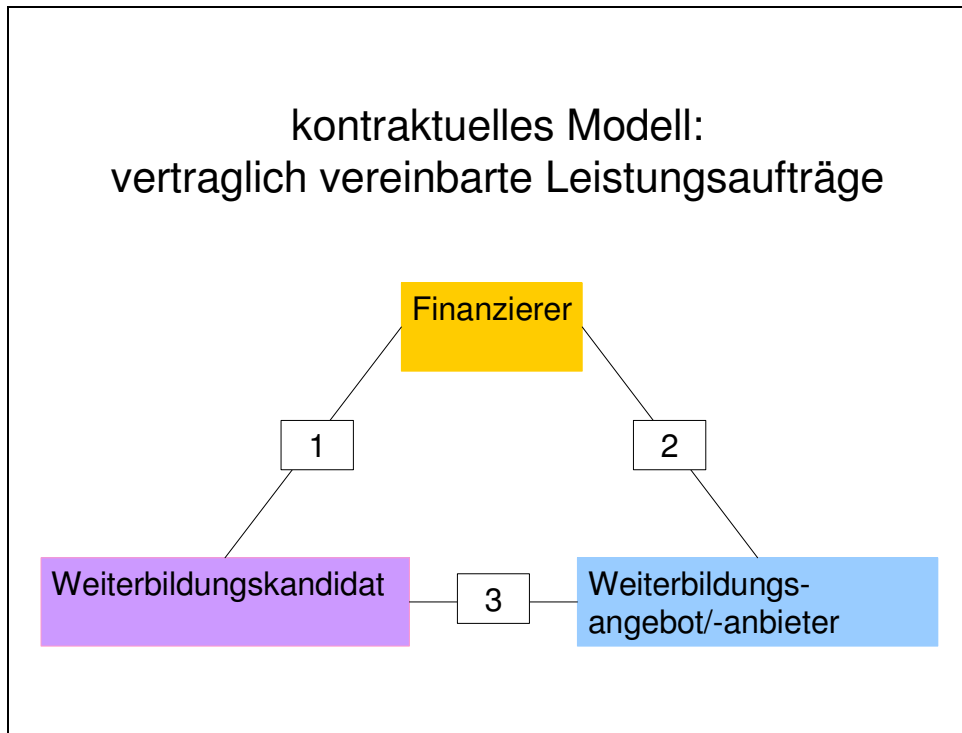 kontraktuelles Modell:
vertraglich vereinbarte Leistungsaufträge
Finanzierer
1
2
Weiterbildungskandidat
3
Weiterbildungs-
angebot/-anbieter